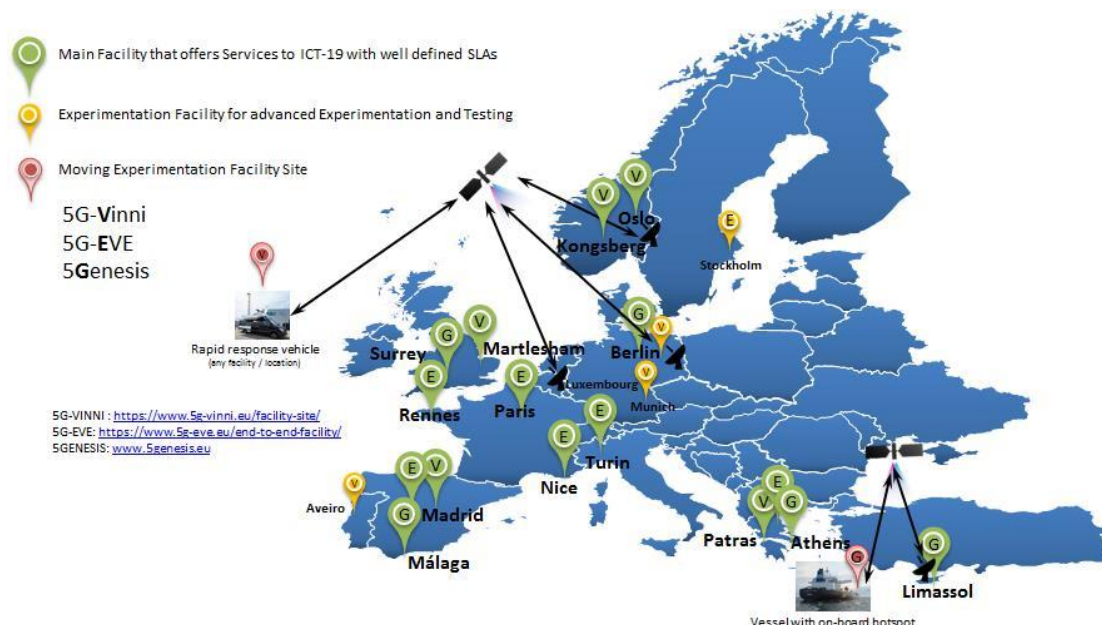 Main Facility that offers Services to ICT-19 with well defined SLAs
Experimentation Facility for advanced Experimentation and Testing
Moving Experimentation Facility Site
5G-Vinni
5G-EVE
5Genesis
V
V
Oslo
Kongsberg
E
Stockholm
V
Rapid response vehicle
(any facility / location)
G
V
Surrey
Martlesham
G
V
Berlin
E
Rennes
E
Paris
Luxembourg
V
Munich
5G-VINNI : https://www.5g-vinni.eu/facility-site/
5G-EVE: https://www.5g-eve.eu/end-to-end-facility/
5GENESIS: www.5genesis.eu
E
Turin
E
Nice
E
V
Madrid
V
Aveiro
G
Málaga
E
V
G
Patras
Athens
G
G
Limassol
Vessel with on-board hotspot